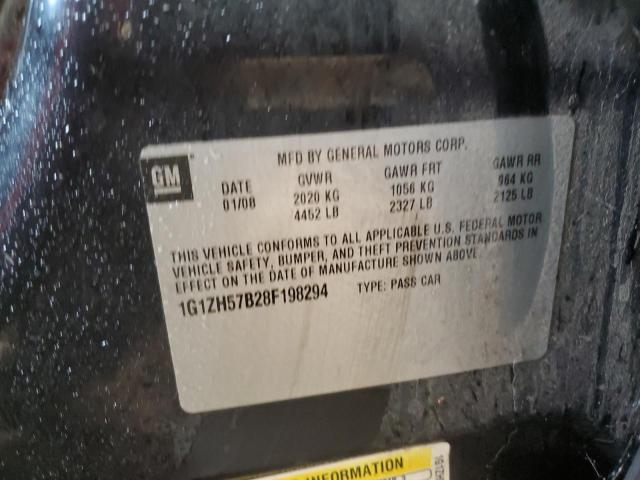 MFD BY GENERAL MOTORS CORP.
GM
DATE GVWR GAWR FRT GAWR RR
01/08 2020 KG 1056 KG 964 KG
4452 LB 2327 LB 2125 LB
THIS VEHICLE CONFORMS TO ALL APPLICABLE U.S. FEDERAL MOTOR
VEHICLE SAFETY, BUMPER, AND THEFT PREVENTION STANDARDS IN
EFFECT ON THE DATE OF MANUFACTURE SHOWN ABOVE.
1G1ZH57B28F198294 TYPE: PASS CAR
INFORMATION